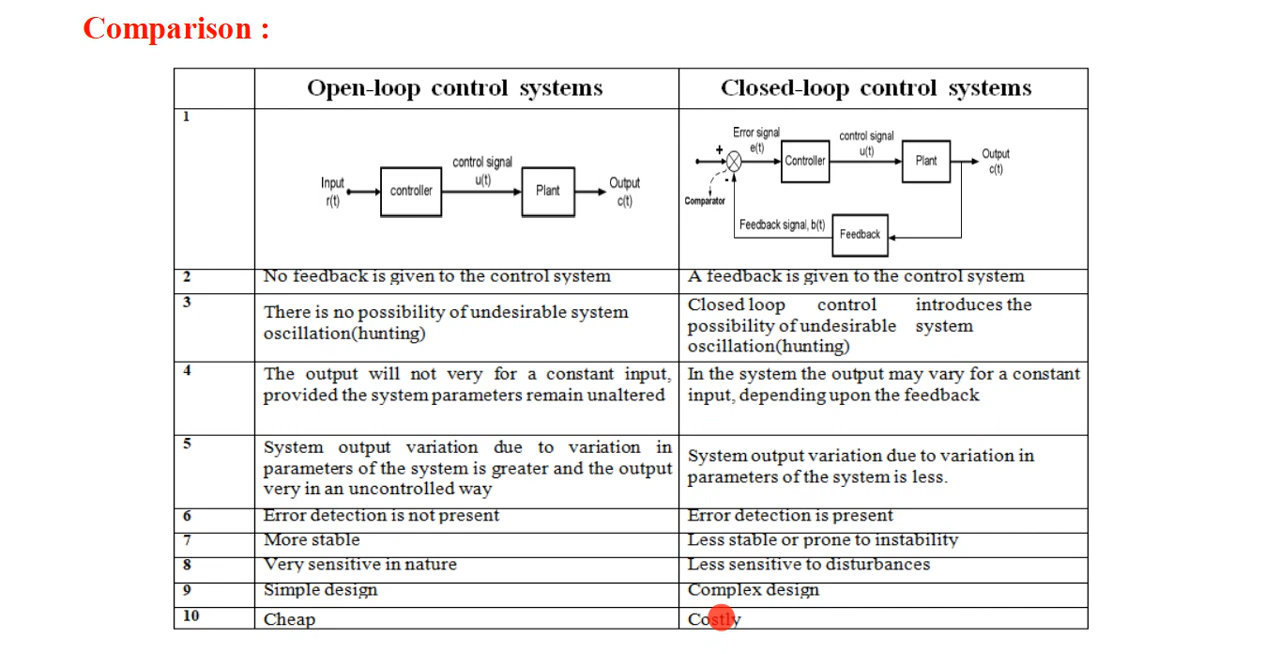 Comparison :
Open-loop control systems
Closed-loop control systems
1
Input
r(t)
controller
control signal
u(t)
Plant
Output
c(t)
+
Error signal
e(t)
Controller
control signal
u(t)
Plant
Output
c(t)
-
Comparator
Feedback signal, b(t)
Feedback
2
No feedback is given to the control system
A feedback is given to the control system
3
There is no possibility of undesirable system
oscillation(hunting)
Closed loop control introduces the
possibility of undesirable system
oscillation(hunting)
4
The output will not very for a constant input,
provided the system parameters remain unaltered
In the system the output may vary for a constant
input, depending upon the feedback
5
System output variation due to variation in
parameters of the system is greater and the output
very in an uncontrolled way
System output variation due to variation in
parameters of the system is less.
6
Error detection is not present
Error detection is present
7
More stable
Less stable or prone to instability
8
Very sensitive in nature
Less sensitive to disturbances
9
Simple design
Complex design
10
Cheap
Costly